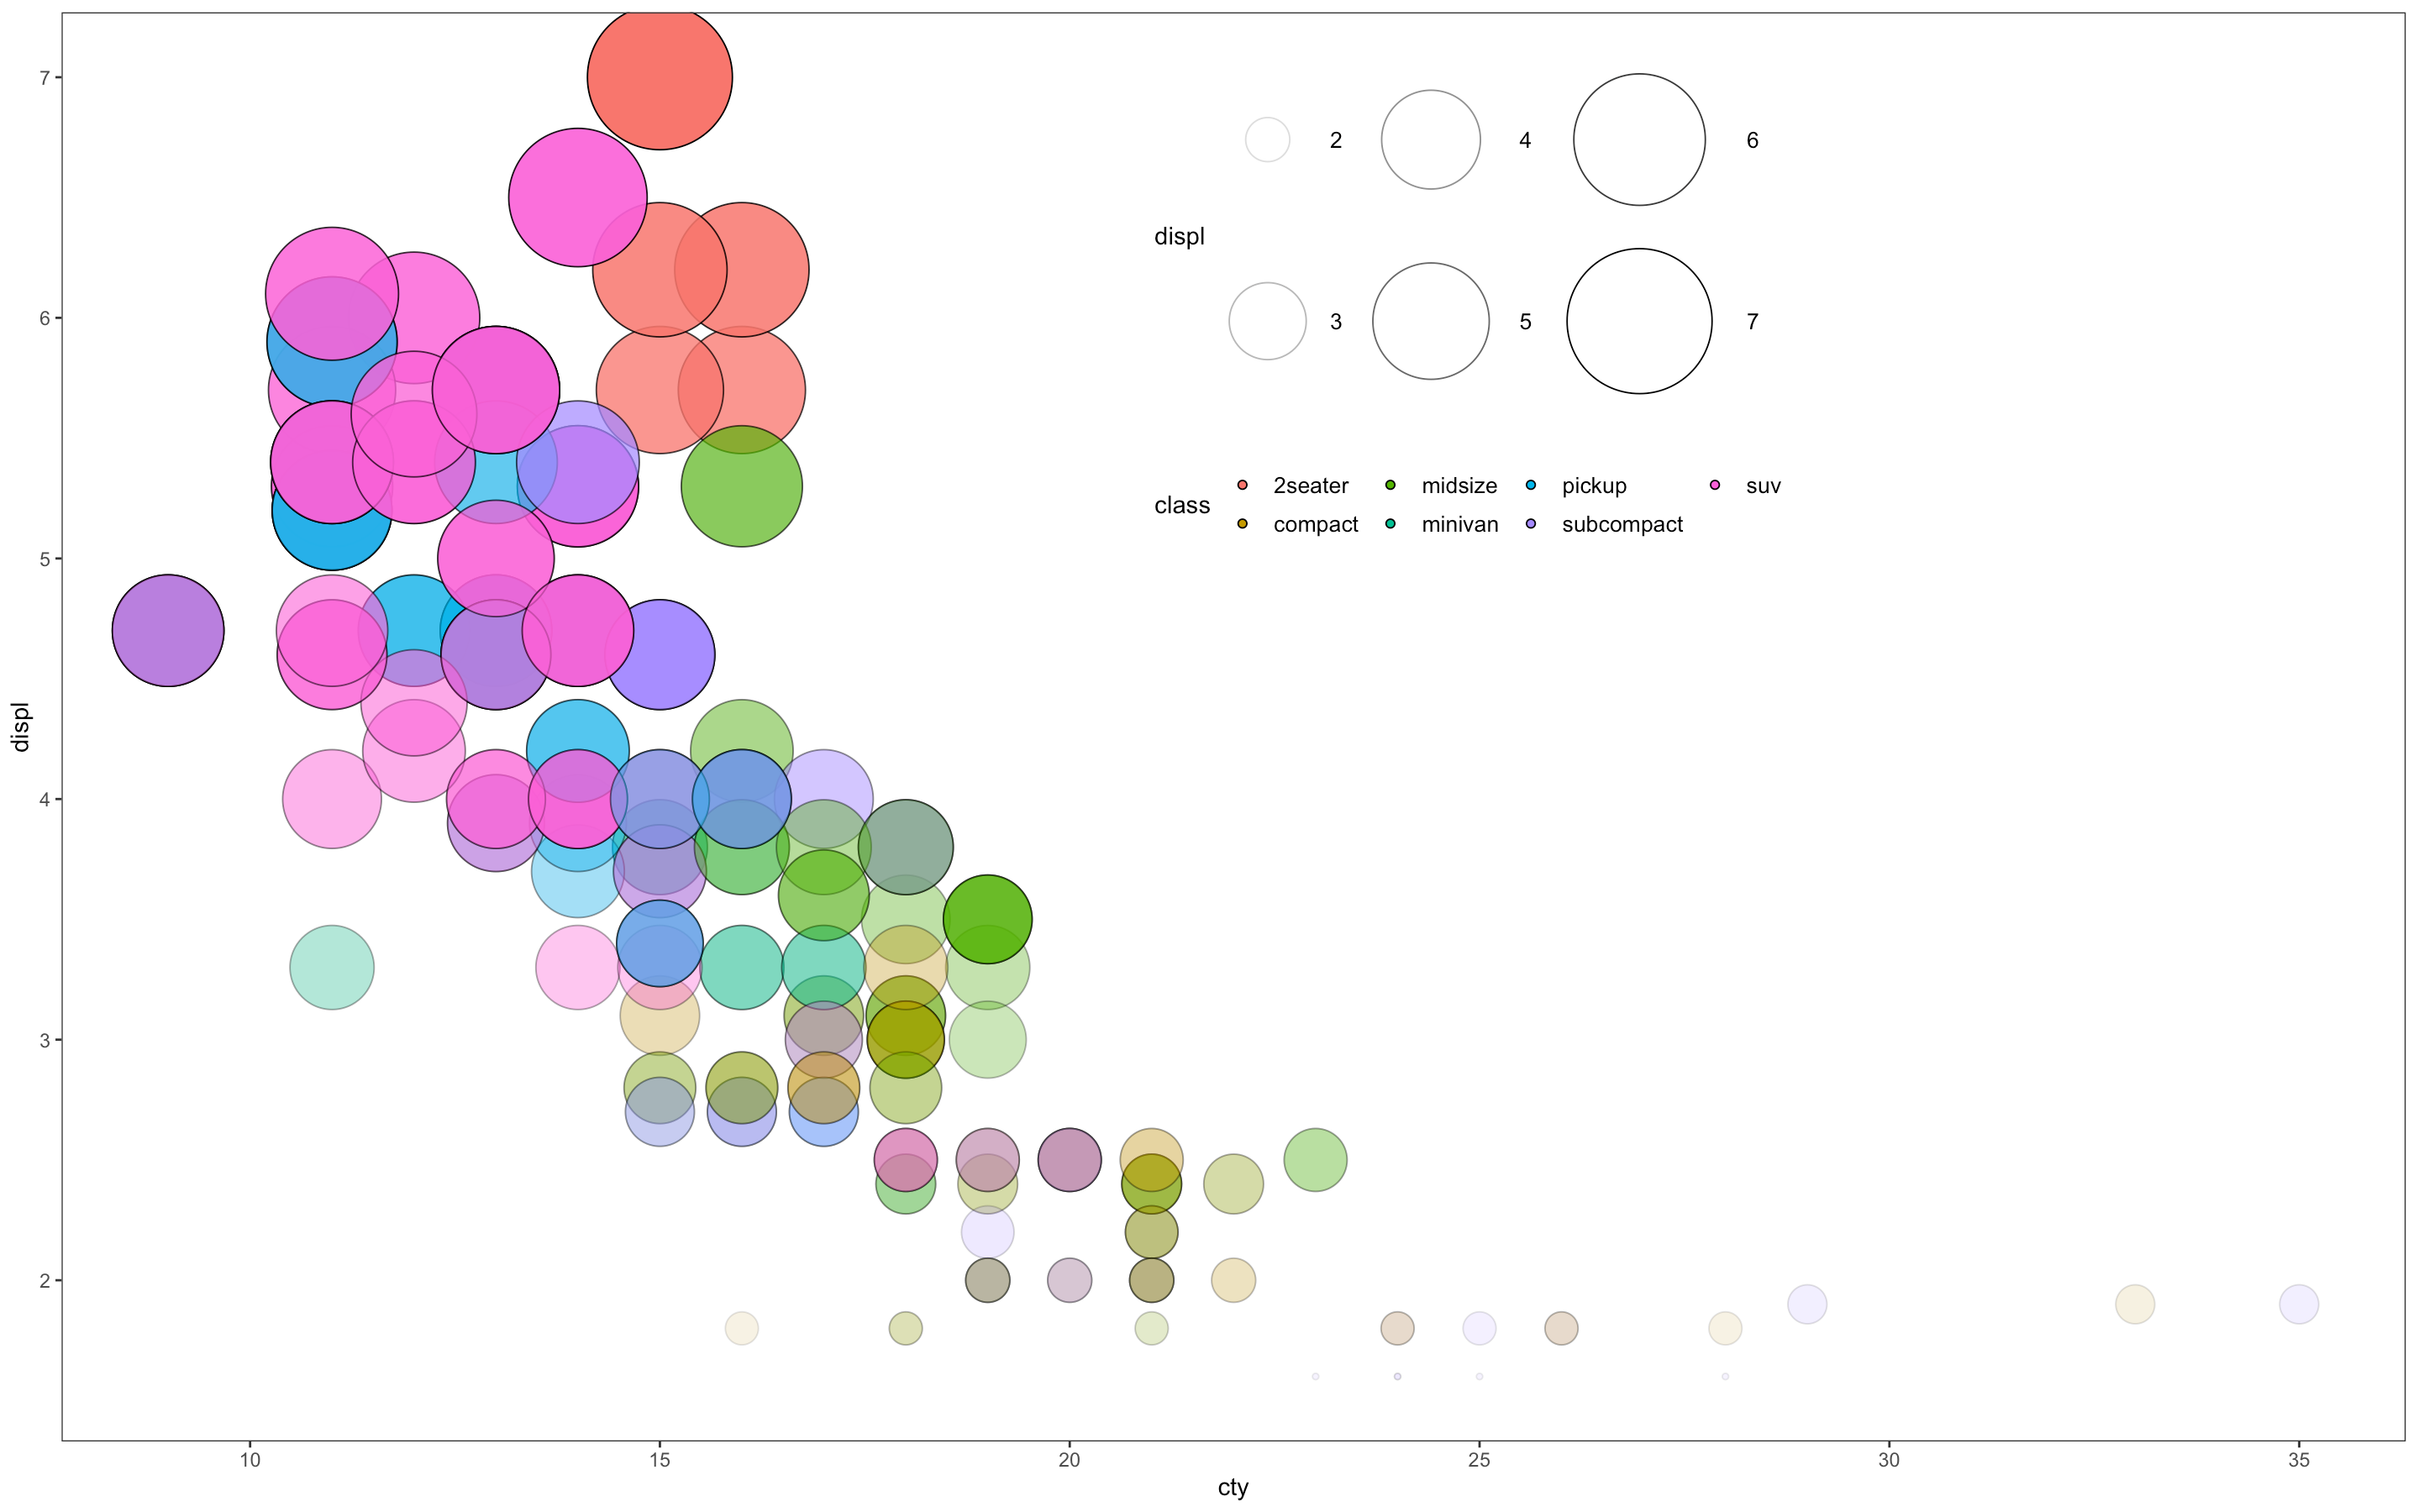 7
6
5
4
3
2
displ
10 15 20 25 30 35
cty
displ
2 4 6
3 5 7
class
2seater midsize pickup suv
compact minivan subcompact